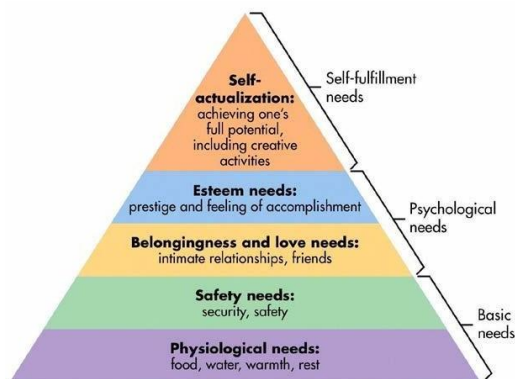 Self-
actualization:
achieving one's
full potential,
including creative
activities
Self-fulfillment
needs
Esteem needs:
prestige and feeling of accomplishment
Belongingness and love needs:
intimate relationships, friends
Psychological
needs
Safety needs:
security, safety
Physiological needs:
food, water, warmth, rest
Basic
needs